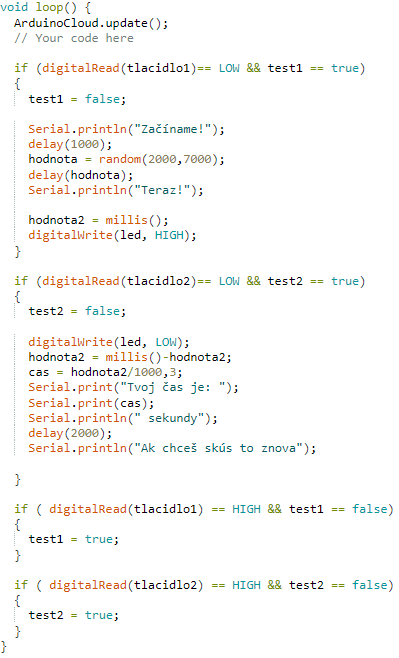 void loop() {
  ArduinoCloud.update();
  // Your code here

  if (digitalRead(tlacidlo1)== LOW && test1 == true)
  {
    test1 = false;

    Serial.println("Začíname!");
    delay(1000);
    hodnota = random(2000,7000);
    delay(hodnota);
    Serial.println("Teraz!");

    hodnota2 = millis();
    digitalWrite(led, HIGH);
  }

  if (digitalRead(tlacidlo2)== LOW && test2 == true)
  {
    test2 = false;

    digitalWrite(led, LOW);
    hodnota2 = millis()-hodnota2;
    cas = hodnota2/1000,3;
    Serial.print("Tvoj čas je: ");
    Serial.print(cas);
    Serial.println(" sekundy");
    delay(2000);
    Serial.println("Ak chceš skús to znova");

  }

  if ( digitalRead(tlacidlo1) == HIGH && test1 == false)
  {
    test1 = true;
  }

  if ( digitalRead(tlacidlo2) == HIGH && test2 == false)
  {
    test2 = true;
  }
}